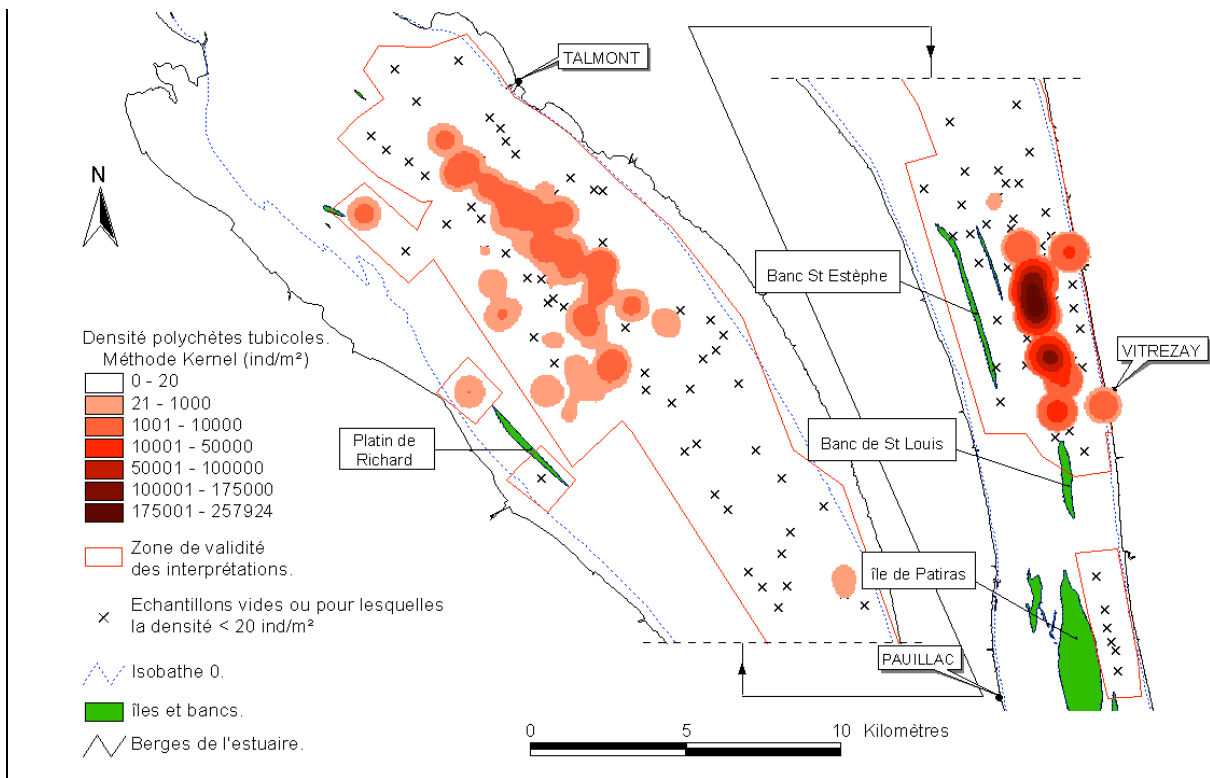 TALMONT
N
Banc St Estèphe
Densité polychètes tubicoles.
Méthode Kernel (ind/m²)
0 - 20
21 - 1000
1001 - 10000
10001 - 50000
50001 - 100000
100001 - 175000
175001 - 257924
VITREZAY
Platin de
Richard
Banc de St Louis
Zone de validité
des interprétations.
île de Patiras
Echantillons vides ou pour lesquelles
la densité < 20 ind/m²
PAUILLAC
Isobathe 0.
îles et bancs.
Berges de l'estuaire.
0 5 10 Kilomètres